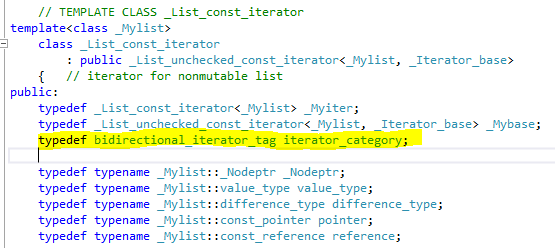 // TEMPLATE CLASS _List_const_iterator
template<class _Mylist>
class _List_const_iterator
: public _List_unchecked_const_iterator<_Mylist, _Iterator_base>
{ // iterator for nonmutable list
public:
typedef _List_const_iterator<_Mylist> _Myiter;
typedef _List_unchecked_const_iterator<_Mylist, _Iterator_base> _Mybase;
typedef bidirectional_iterator_tag iterator_category;
typedef typename _Mylist::_Nodeptr _Nodeptr;
typedef typename _Mylist::value_type value_type;
typedef typename _Mylist::difference_type difference_type;
typedef typename _Mylist::const_pointer pointer;
typedef typename _Mylist::const_reference reference;